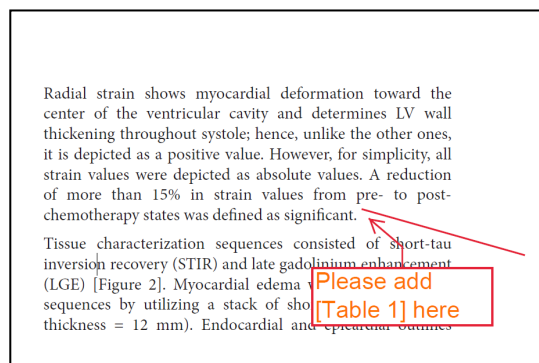 Radial strain shows myocardial deformation toward the
center of the ventricular cavity and determines LV wall
thickening throughout systole; hence, unlike the other ones,
it is depicted as a positive value. However, for simplicity, all
strain values were depicted as absolute values. A reduction
of more than 15% in strain values from pre- to post-
chemotherapy states was defined as significant.
Tissue characterization sequences consisted of short-tau
inversion recovery (STIR) and late gadolinium enhancement
(LGE) [Figure 2]. Myocardial edema
sequences by utilizing a stack of
thickness = 12 mm). Endocardial and epicardial outlines
Please add
[Table 1] here